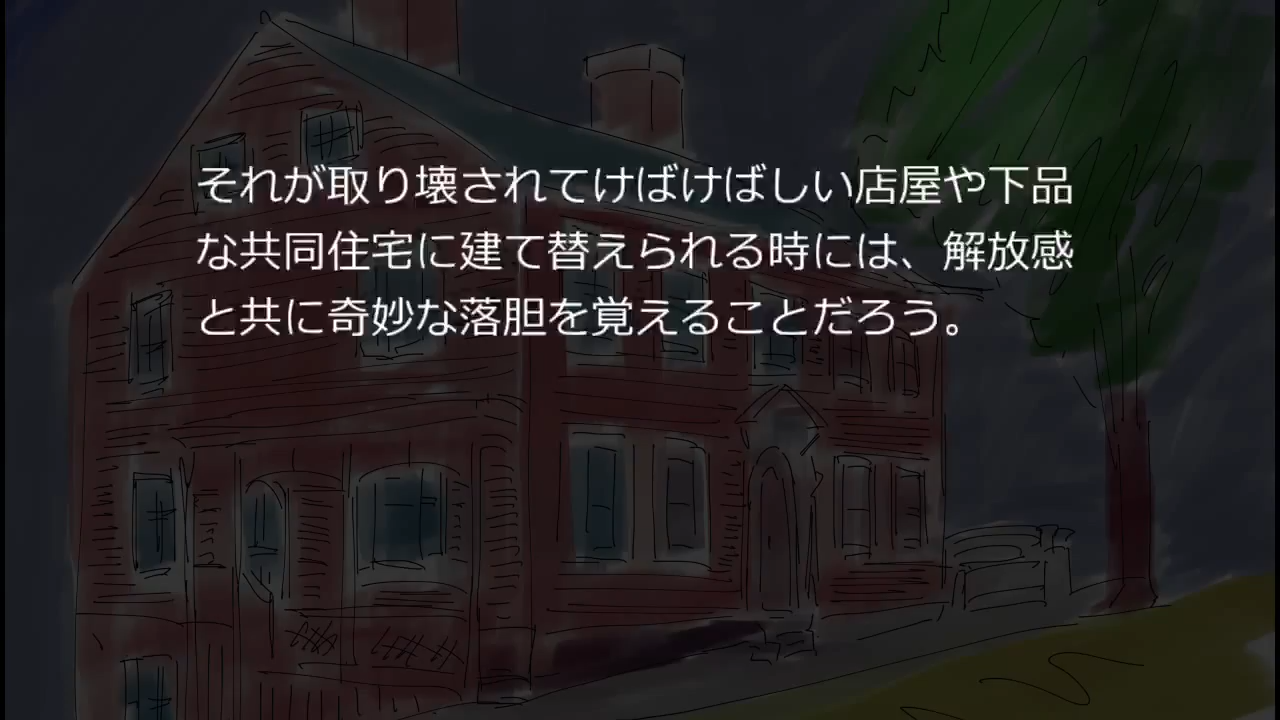 それが取り壊されてけばけばしい店屋や下品
な共同住宅に建て替えられる時には、解放感
と共に奇妙な落胆を覚えることだろう。